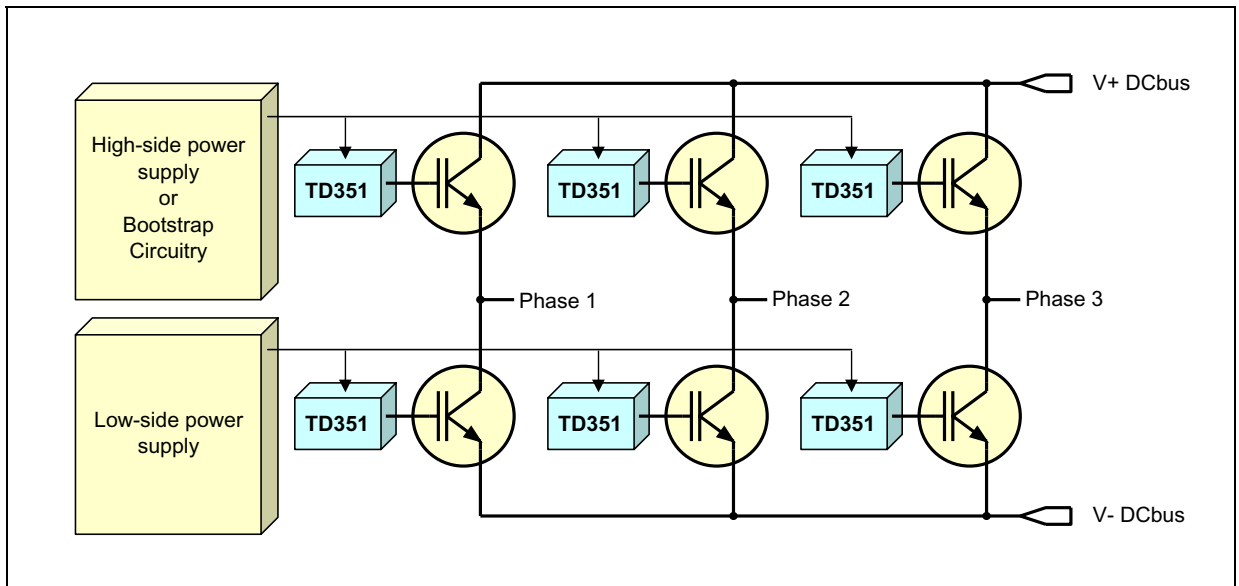 V+ DCbus
High-side power
supply
or
Bootstrap
Circuitry
TD351
TD351
TD351
Phase 1
Phase 2
Phase 3
Low-side power
supply
TD351
TD351
TD351
V- DCbus